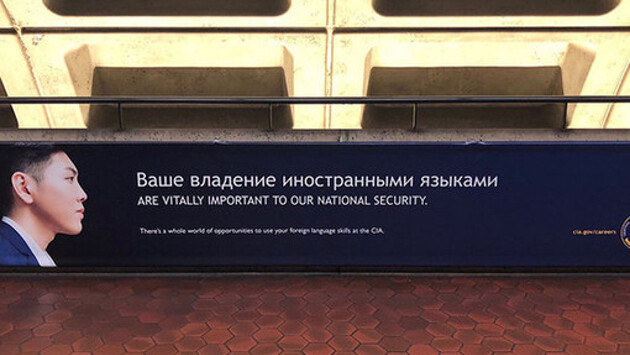 Ваше владение иностранными языками
ARE VITALLY IMPORTANT TO OUR NATIONAL SECURITY.
There's a whole world of opportunities to use your foreign language skills at the CIA.
cia.gov/careers